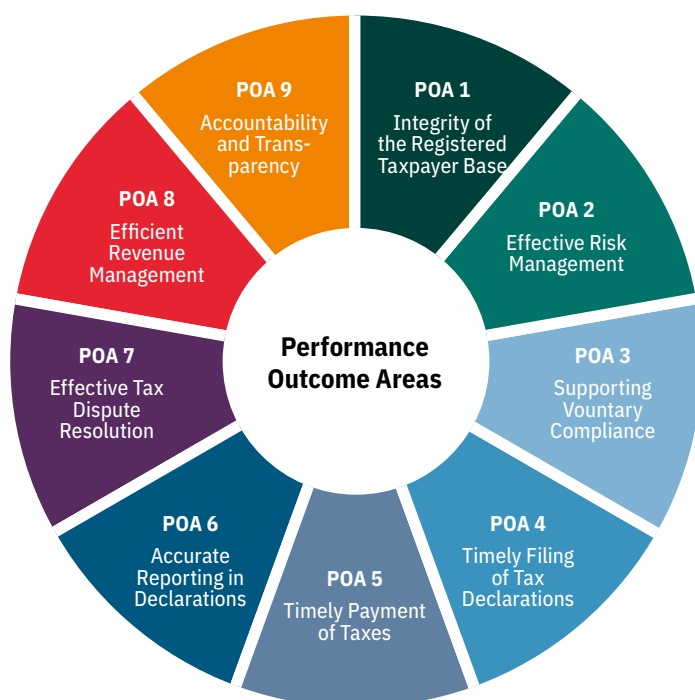 Performance
Outcome Areas
POA 1
Integrity of
the Registered
Taxpayer Base
POA 2
Effective Risk
Management
POA 3
Supporting
Vountary
Compliance
POA 4
Timely Filing
of Tax
Declarations
POA 5
Timely Payment
of Taxes
POA 6
Accurate
Reporting in
Declarations
POA 7
Effective Tax
Dispute
Resolution
POA 8
Efficient
Revenue
Management
POA 9
Accountability
and Trans-
parency